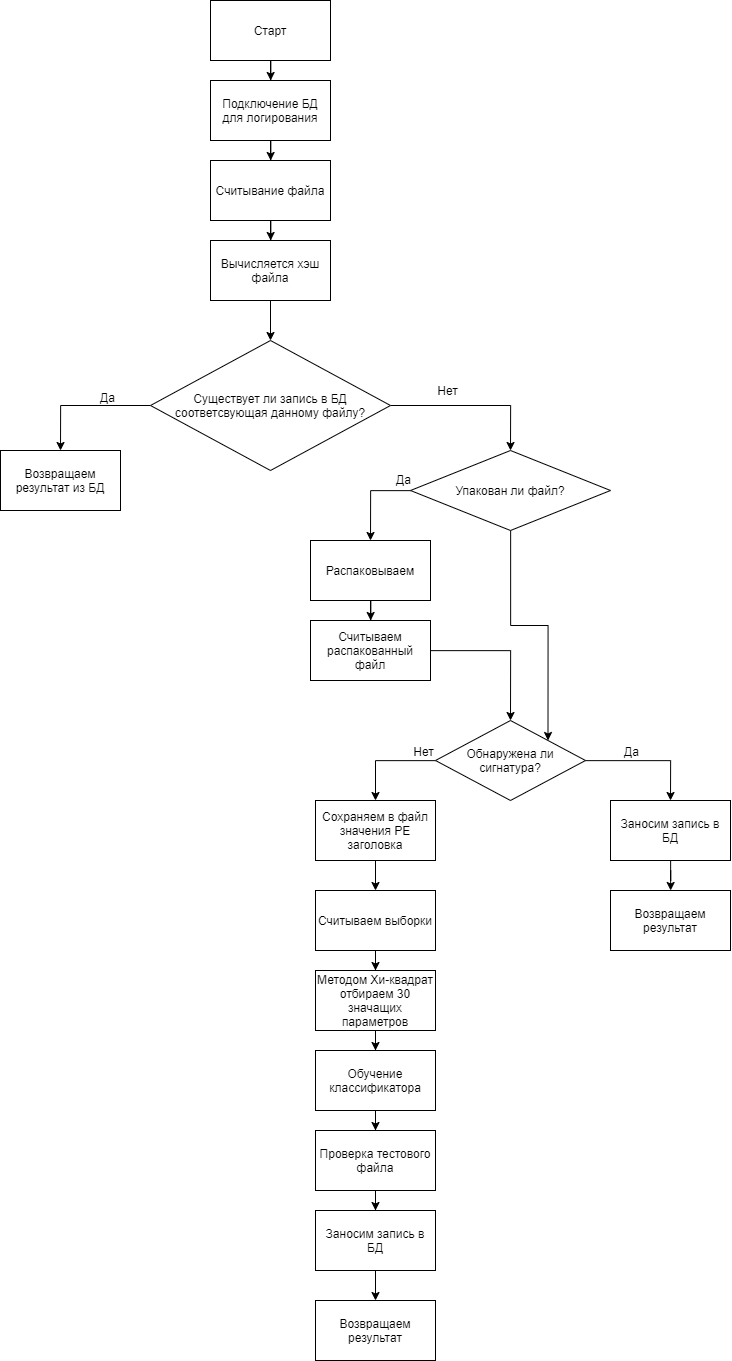 Старт
Подключение БД
для логирования
Считывание файла
Вычисляется хэш
файла
Существует ли запись в БД
соответсвующая данному файлу?
Да
Нет
Возвращаем
результат из БД
Упакован ли файл?
Да
Распаковываем
Считываем
распакованный
файл
Обнаружена ли
сигнатура?
Нет
Да
Сохраняем в файл
значения PE
заголовка
Заносим запись в
БД
Считываем выборки
Возвращаем
результат
Методом Хи-квадрат
отбираем 30
значащих
параметров
Обучение
классификатора
Проверка тестового
файла
Заносим запись в
БД
Возвращаем
результат